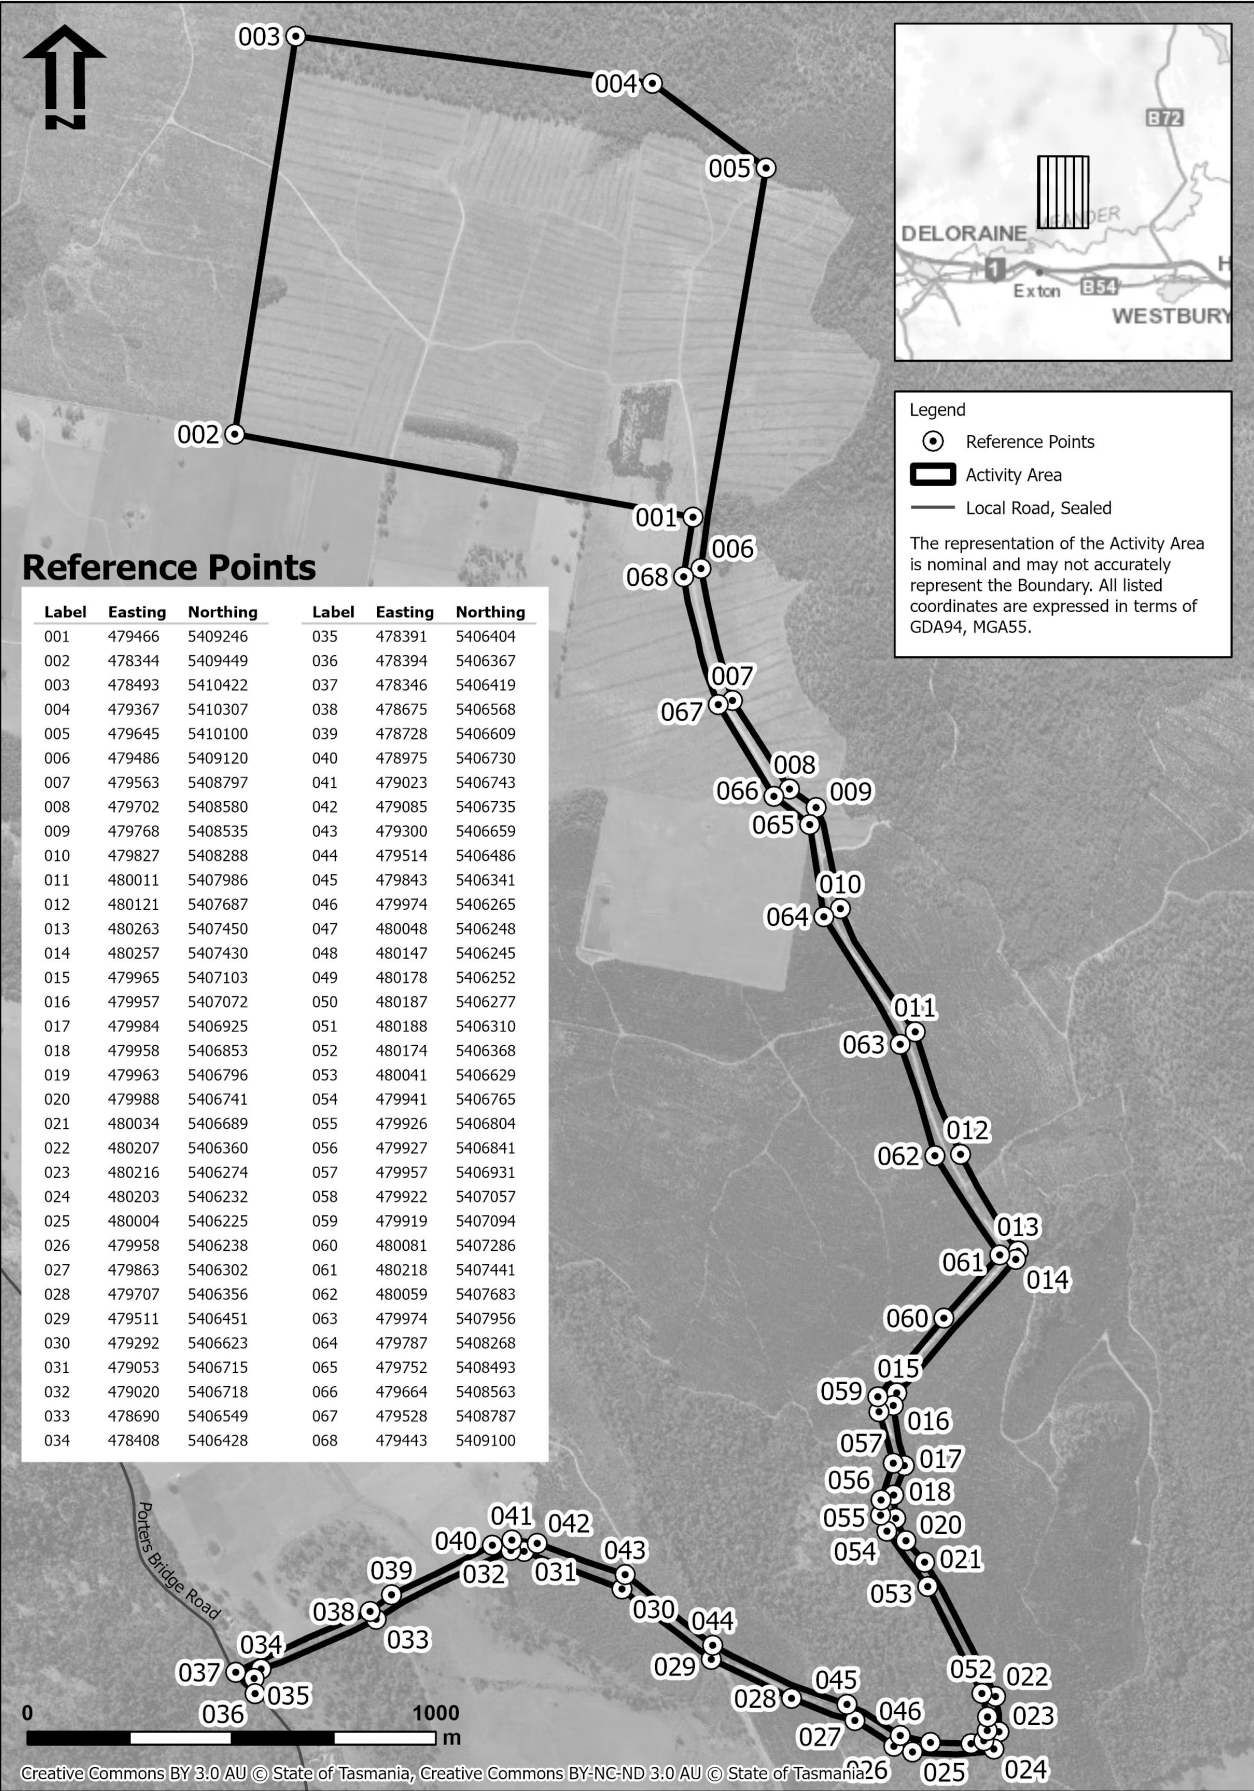 N
003
004
005
002
001
006
068
007
067
008
066
009
065
010
064
011
063
012
062
013
061
014
060
015
059
016
057
017
056
018
055
020
054
021
053
052
022
023
024
025
026
046
045
027
028
044
029
043
030
042
041
031
040
032
039
038
033
034
037
035
036
Porters Bridge Road
B72
MEANDER
DELORAINE
1
H
Exton
B54
WESTBURY
Legend
Reference Points
Activity Area
Local Road, Sealed
The representation of the Activity Area
is nominal and may not accurately
represent the Boundary. All listed
coordinates are expressed in terms of
GDA94, MGA55.
Reference Points
Label Easting Northing Label Easting Northing
001 479466 5409246 035 478391 5406404
002 478344 5409449 036 478394 5406367
003 478493 5410422 037 478346 5406419
004 479367 5410307 038 478675 5406568
005 479645 5410100 039 478728 5406609
006 479486 5409120 040 478975 5406730
007 479563 5408797 041 479023 5406743
008 479702 5408580 042 479085 5406735
009 479768 5408535 043 479300 5406659
010 479827 5408288 044 479514 5406486
011 480011 5407986 045 479843 5406341
012 480121 5407687 046 479974 5406265
013 480263 5407450 047 480048 5406248
014 480257 5407430 048 480147 5406245
015 479965 5407103 049 480178 5406252
016 479957 5407072 050 480187 5406277
017 479984 5406925 051 480188 5406310
018 479958 5406853 052 480174 5406368
019 479963 5406796 053 480041 5406629
020 479988 5406741 054 479941 5406765
021 480034 5406689 055 479926 5406804
022 480207 5406360 056 479927 5406841
023 480216 5406274 057 479957 5406931
024 480203 5406232 058 479922 5407057
025 480004 5406225 059 479919 5407094
026 479958 5406238 060 480081 5407286
027 479863 5406302 061 480218 5407441
028 479707 5406356 062 480059 5407683
029 479511 5406451 063 479974 5407956
030 479292 5406623 064 479787 5408268
031 479053 5406715 065 479752 5408493
032 479020 5406718 066 479664 5408563
033 478690 5406549 067 479528 5408787
034 478408 5406428 068 479443 5409100
0 1000
m
Creative Commons BY 3.0 AU © State of Tasmania, Creative Commons BY-NC-ND 3.0 AU © State of Tasmania